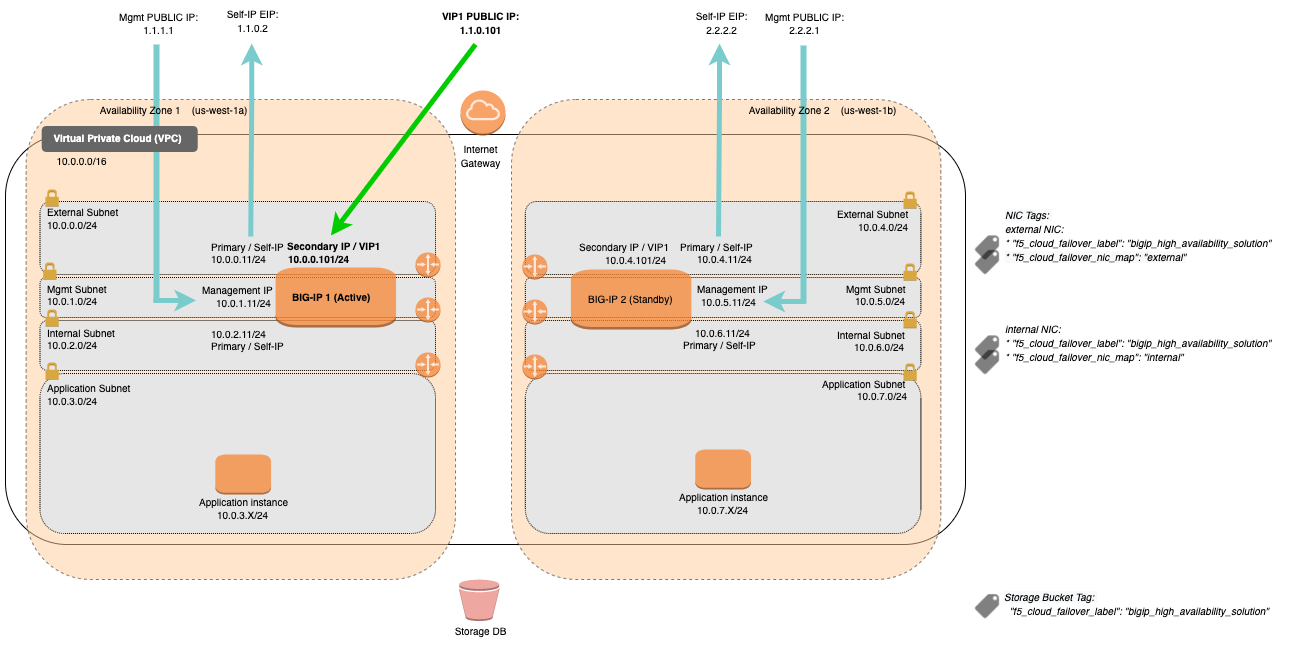 Mgmt PUBLIC IP:
1.1.1.1
Self-IP EIP:
1.1.0.2
VIP1 PUBLIC IP:
1.1.0.101
Self-IP EIP:
2.2.2.2
Mgmt PUBLIC IP:
2.2.2.1
Availability Zone 1 (us-west-1a)
Availability Zone 2 (us-west-1b)
Virtual Private Cloud (VPC)
10.0.0.0/16
Internet
Gateway
External Subnet
10.0.0.0/24
Primary / Self-IP
10.0.0.11/24
Secondary IP / VIP1
10.0.0.101/24
Mgmt Subnet
10.0.1.0/24
Management IP
10.0.1.11/24
BIG-IP 1 (Active)
Internal Subnet
10.0.2.0/24
10.0.2.11/24
Primary / Self-IP
Application Subnet
10.0.3.0/24
Application instance
10.0.3.X/24
External Subnet
10.0.4.0/24
Secondary IP / VIP1
10.0.4.101/24
Primary / Self-IP
10.0.4.11/24
BIG-IP 2 (Standby)
Management IP
10.0.5.11/24
Mgmt Subnet
10.0.5.0/24
10.0.6.11/24
Primary / Self-IP
Internal Subnet
10.0.6.0/24
Application Subnet
10.0.7.0/24
Application instance
10.0.7.X/24
NIC Tags:
external NIC:
* "f5_cloud_failover_label": "bigip_high_availability_solution"
* "f5_cloud_failover_nic_map": "external"
internal NIC:
* "f5_cloud_failover_label": "bigip_high_availability_solution"
* "f5_cloud_failover_nic_map": "internal"
Storage DB
Storage Bucket Tag:
"f5_cloud_failover_label": "bigip_high_availability_solution"